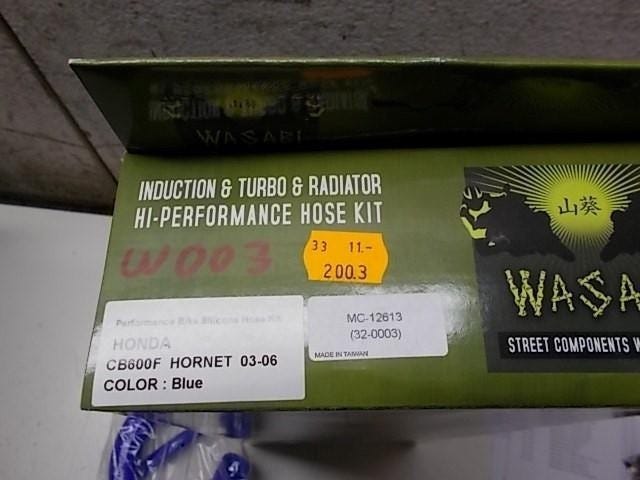 WASABI
INDUCTION & TURBO & RADIATOR
HI-PERFORMANCE HOSE KIT
W003
33 11.-
200.3
山葵
WASA
STREET COMPONENTS W
Performance Bike Silicone Hose Kit
HONDA
CB600F HORNET 03-06
COLOR : Blue
MC-12613
(32-0003)
MADE IN TAIWAN